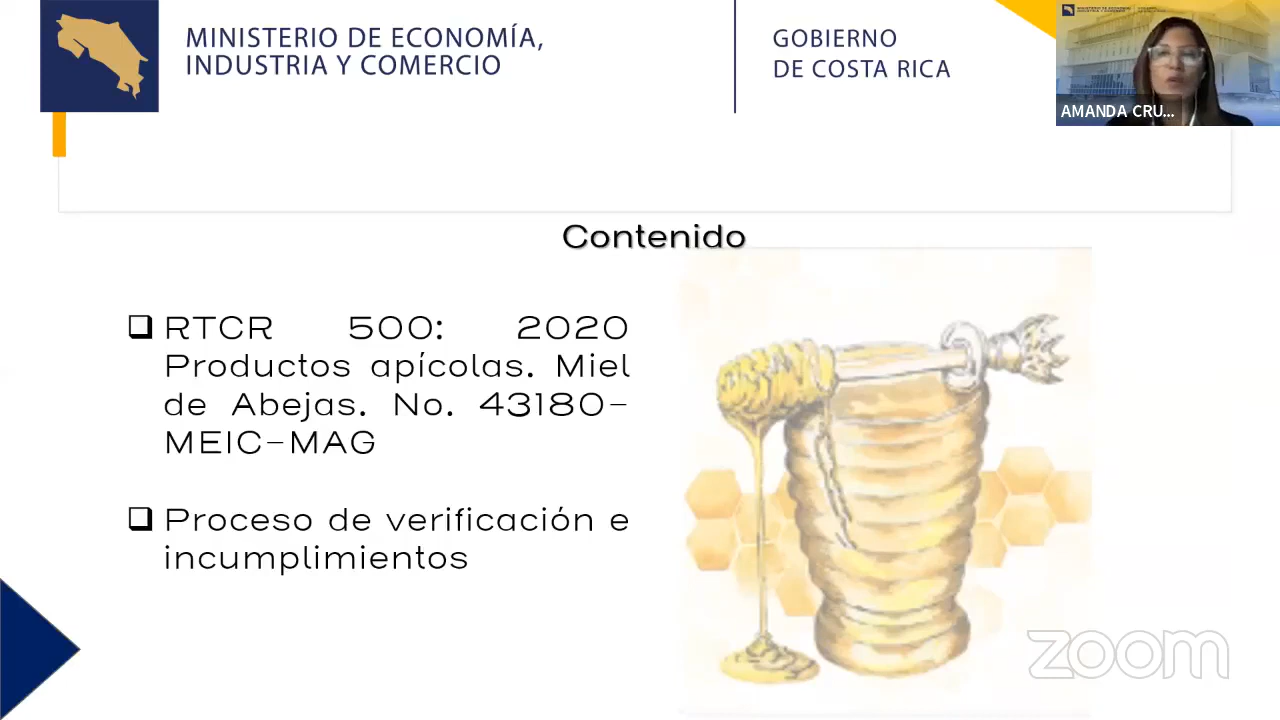 MINISTERIO DE ECONOMÍA,
INDUSTRIA Y COMERCIO
GOBIERNO
DE COSTA RICA
AMANDA CRU...
Contenido
❑ RTCR 500: 2020
Productos apícolas. Miel
de Abejas. No. 43180-
MEIC-MAG
❑ Proceso de verificación e
incumplimientos
zoom